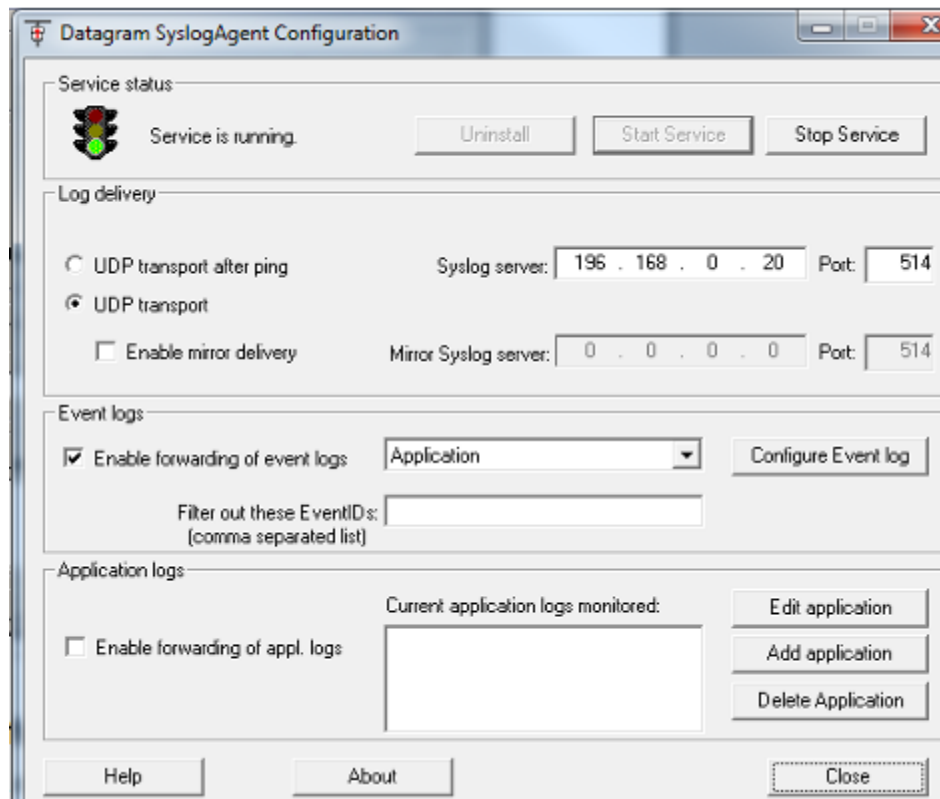 Datagram SyslogAgent Configuration
Service status
Service is running.
Uninstall
Start Service
Stop Service
Log delivery
UDP transport after ping
Syslog server: 196 . 168 . 0 . 20 Port: 514
UDP transport
Enable mirror delivery
Mirror Syslog server: 0 . 0 . 0 . 0 Port: 514
Event logs
Enable forwarding of event logs
Application
Configure Event log
Filter out these EventIDs:
(comma separated list)
Application logs
Current application logs monitored:
Edit application
Enable forwarding of appl. logs
Add application
Delete Application
Help
About
Close